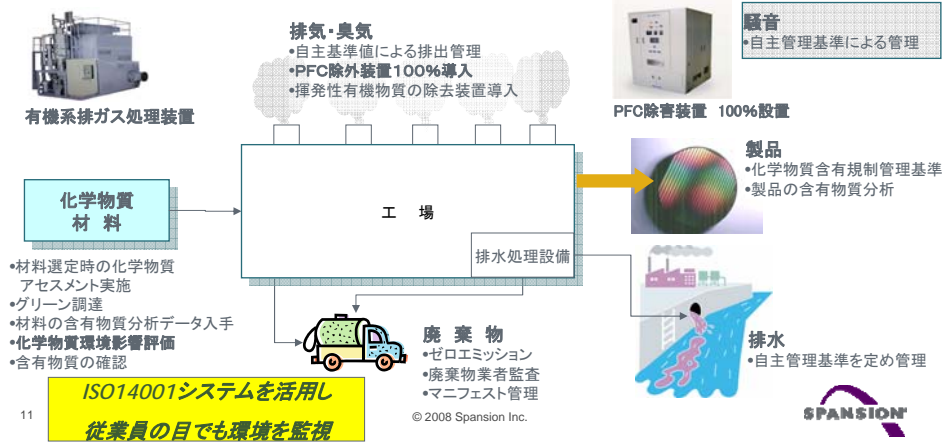 排気・臭気
•自主基準値による排出管理
•PFC除外装置100%導入
•揮発性有機物質の除去装置導入
騒音
•自主管理基準による管理
有機系排ガス処理装置
PFC除害装置 100%設置
製品
•化学物質含有規制管理基準
•製品の含有物質分析
化学物質
材 料
工 場
排水処理設備
•材料選定時の化学物質
アセスメント実施
•グリーン調達
•材料の含有物質分析データ入手
•化学物質環境影響評価
•含有物質の確認
廃 棄 物
•ゼロエミッション
•廃棄物業者監査
•マニフェスト管理
排水
•自主管理基準を定め管理
ISO14001システムを活用し
従業員の目でも環境を監視
11
© 2008 Spansion Inc.
SPANSION